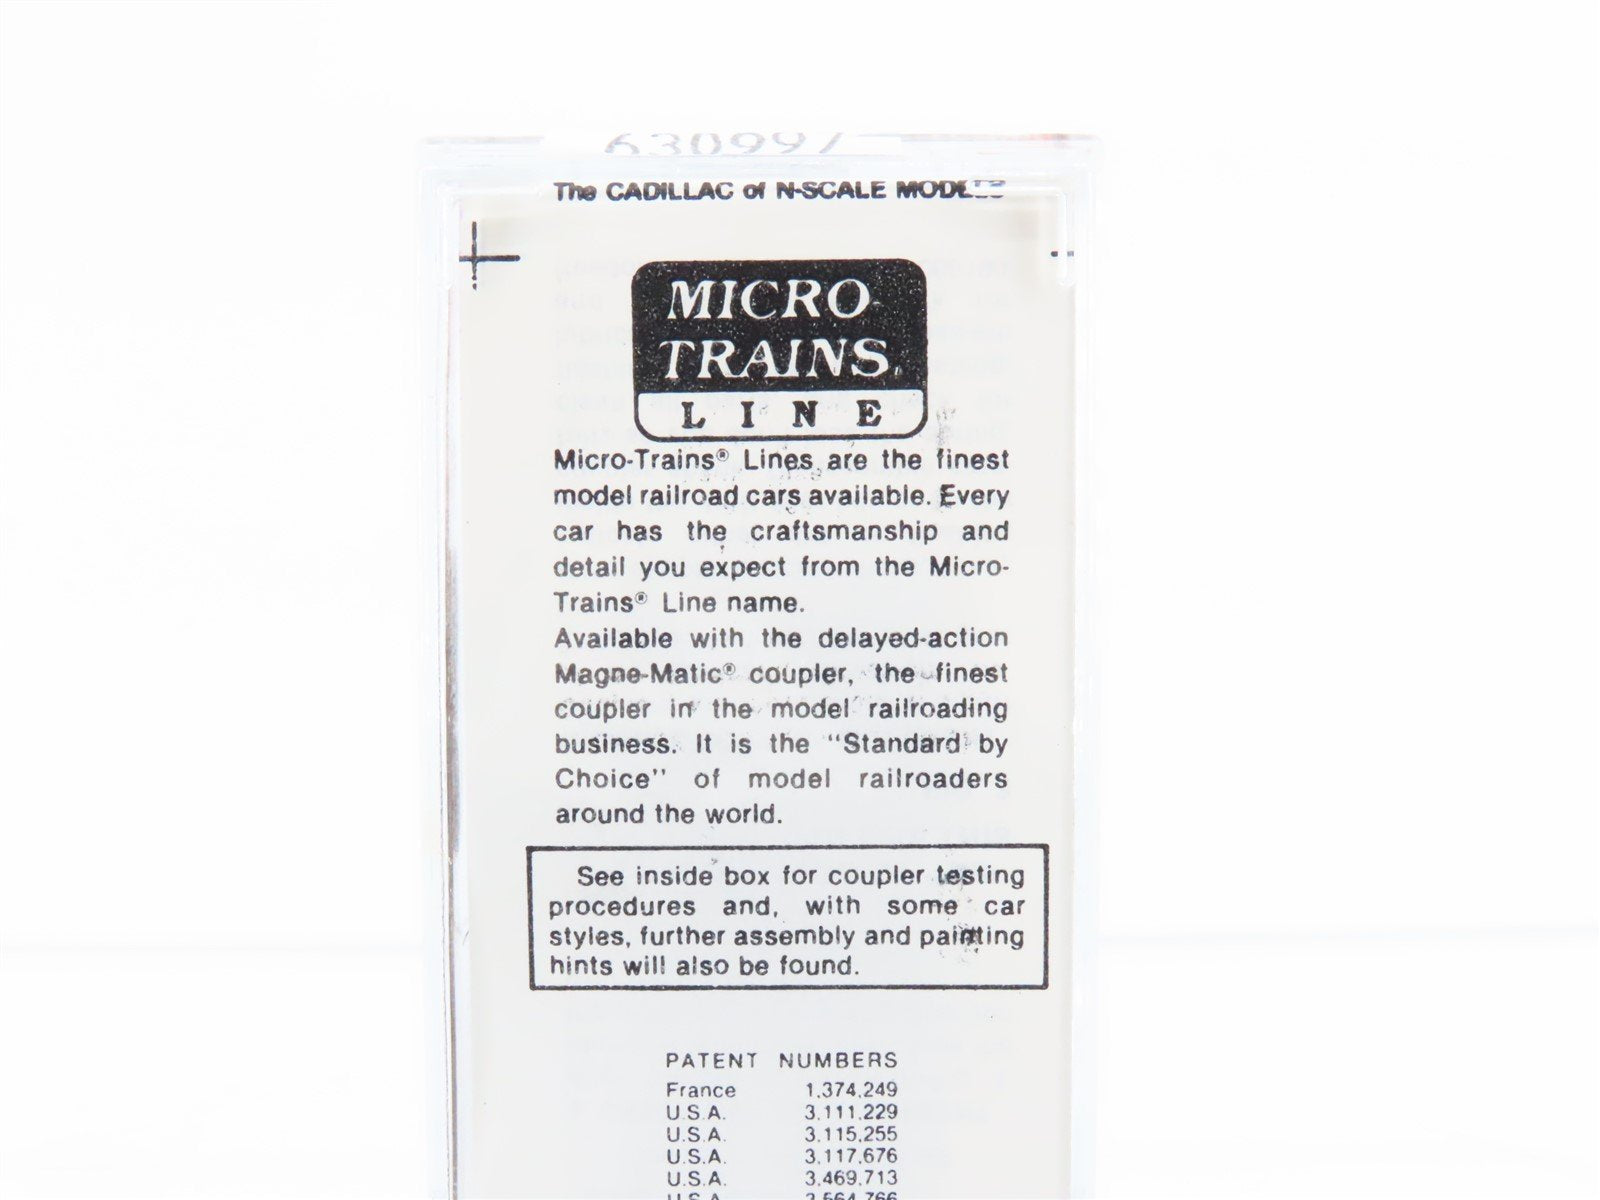 630997
The CADILLAC of N-SCALE MODELS
MICRO
TRAINS
LINE
Micro-Trains® Lines are the finest
model railroad cars available. Every
car has the craftsmanship and
detail you expect from the Micro-
Trains® Line name.
Available with the delayed-action
Magne-Matic® coupler, the finest
coupler in the model railroading
business. It is the "Standard by
Choice" of model railroaders
around the world.
See inside box for coupler testing
procedures and, with some car
styles, further assembly and painting
hints will also be found.
PATENT NUMBERS
France 1,374,249
U.S.A. 3,111,229
U.S.A. 3,115,255
U.S.A. 3,117,676
U.S.A. 3,469,713
U.S.A. 3,564,766